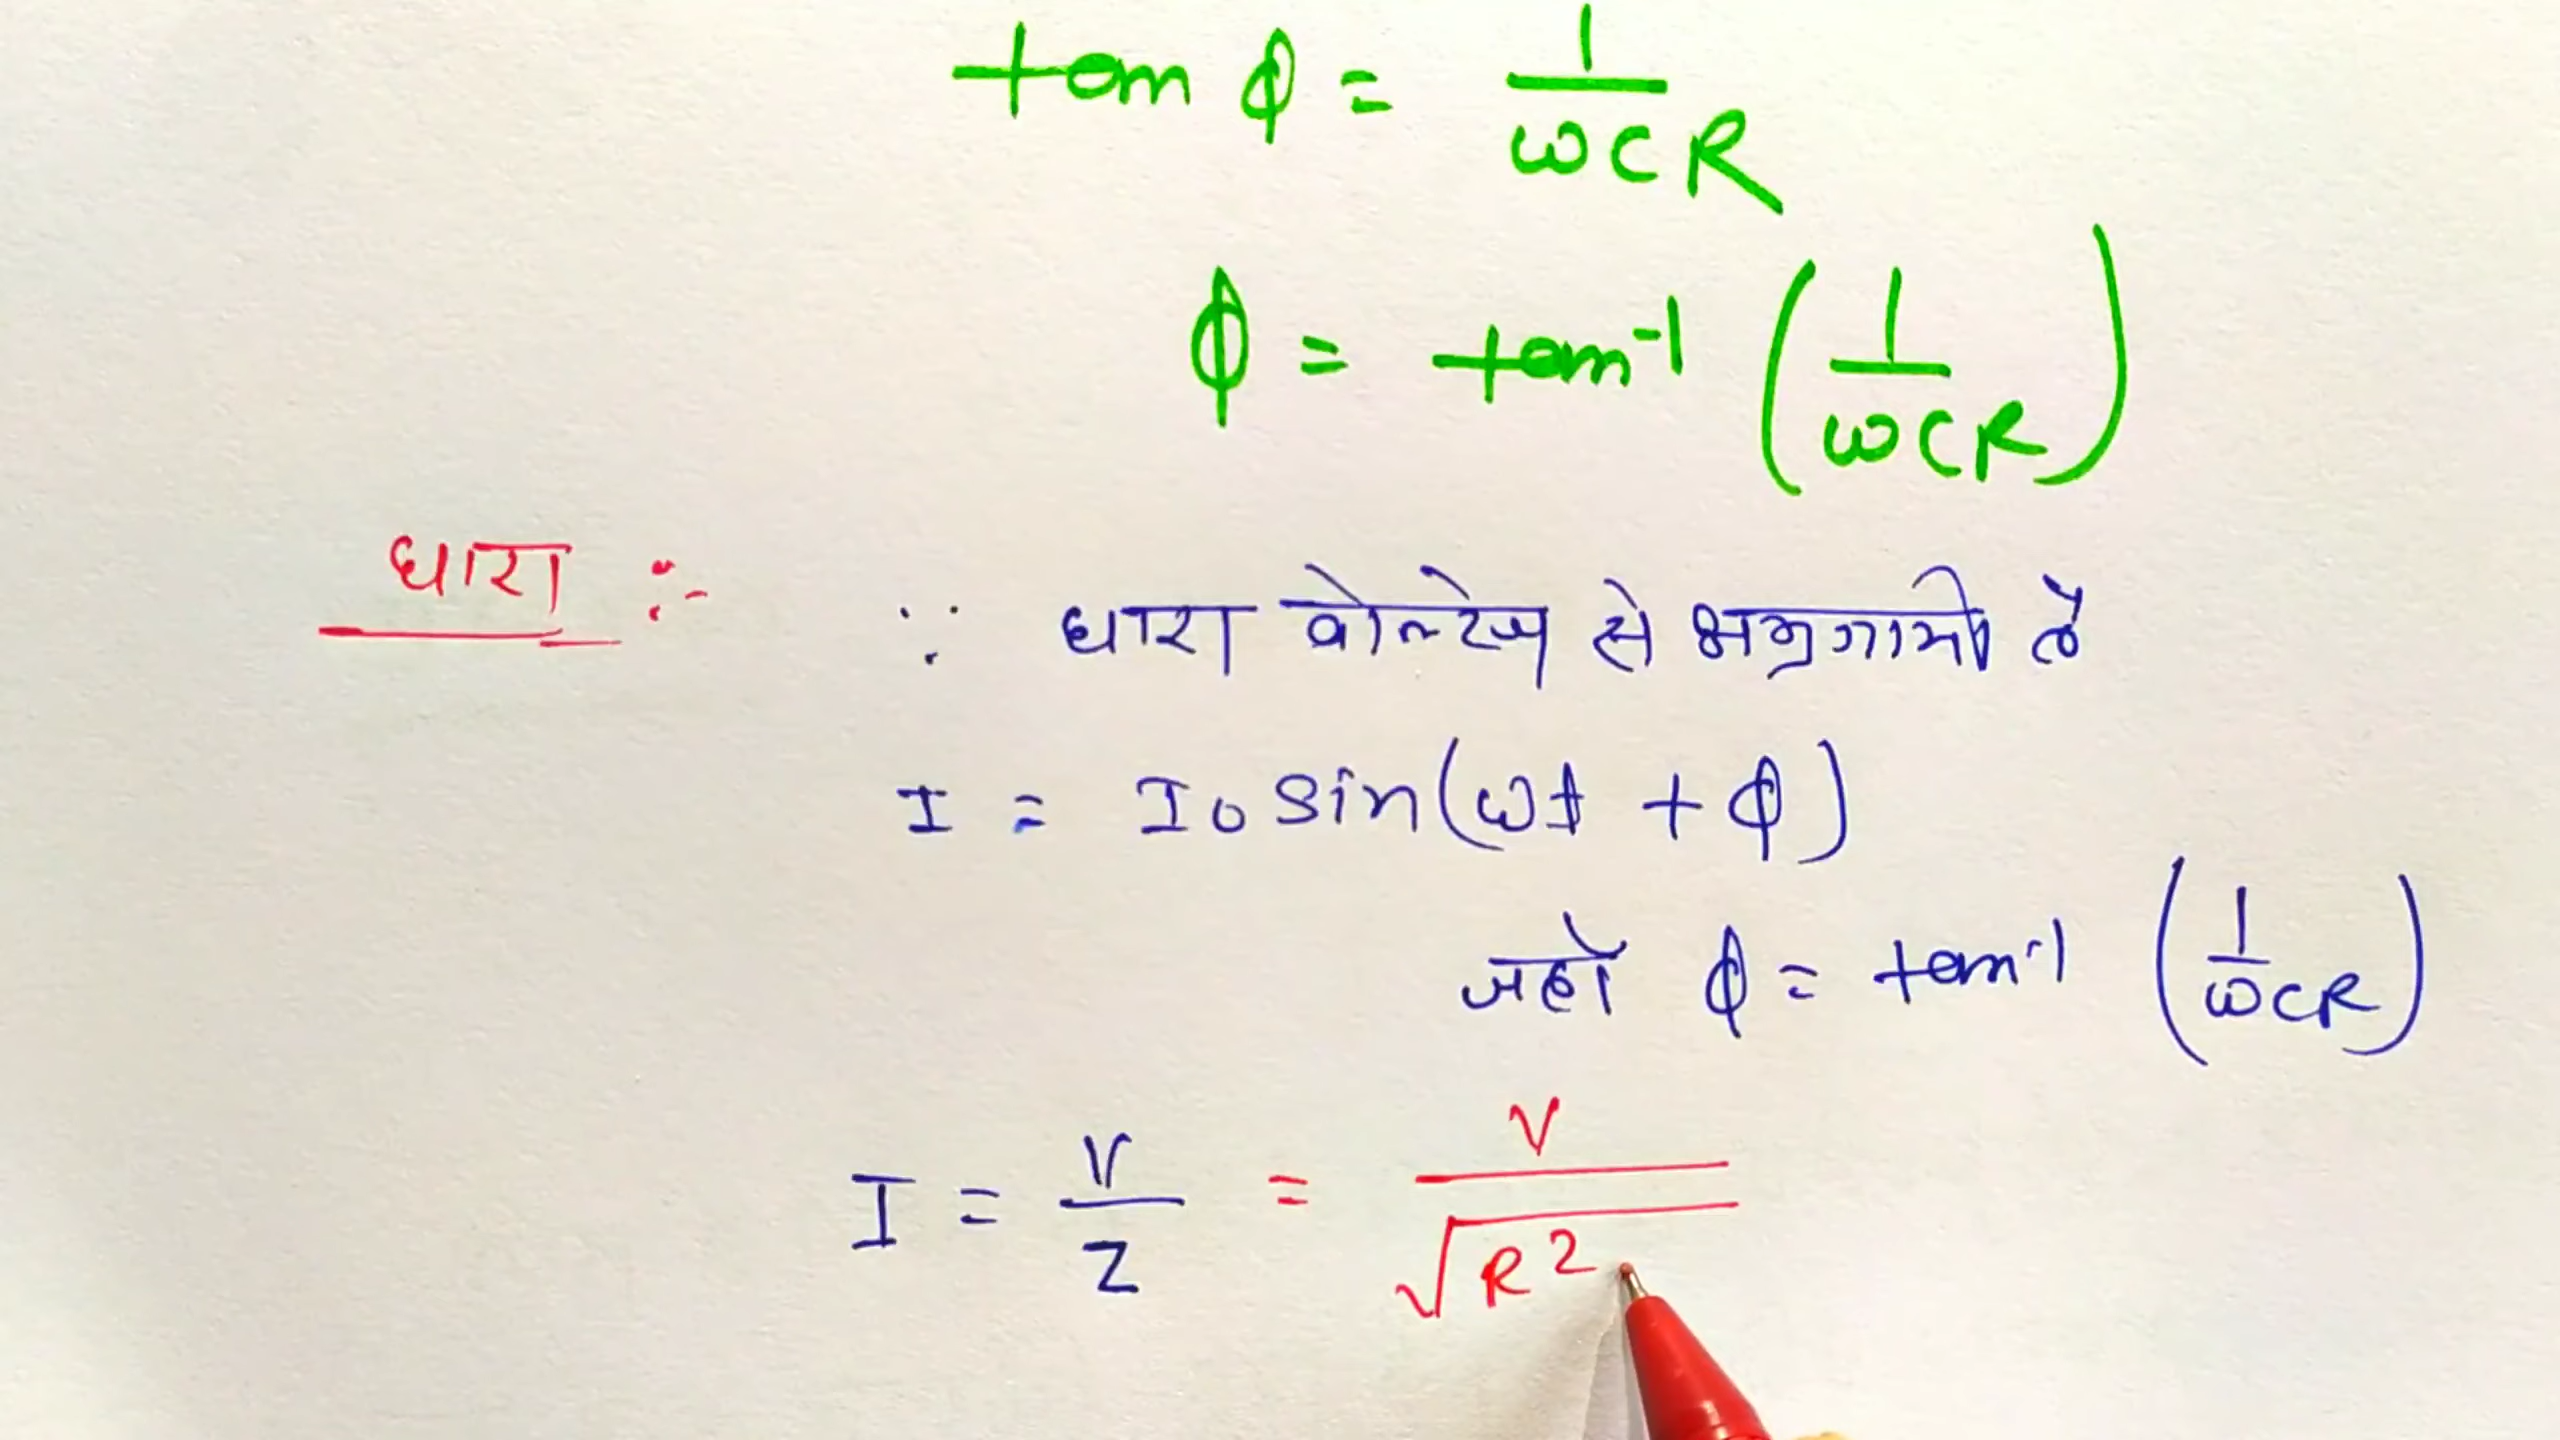 tan φ = 1/ωCR
φ = tan⁻¹ (1/ωCR)
धारा :-
∵ धारा वोल्टेज से अग्रगामी है
I = I₀ sin(ωt + φ)
जहाँ φ = tan⁻¹ (1/ωCR)
I = V/Z = V/√R²